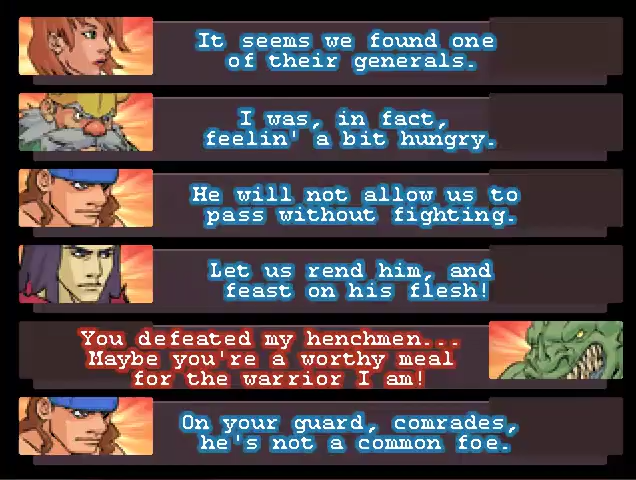 It seems we found one
of their generals.
I was, in fact,
feelin' a bit hungry.
He will not allow us to
pass without fighting.
Let us rend him, and
feast on his flesh!
You defeated my henchmen...
Maybe you're a worthy meal
for the warrior I am!
On your guard, comrades,
he's not a common foe.